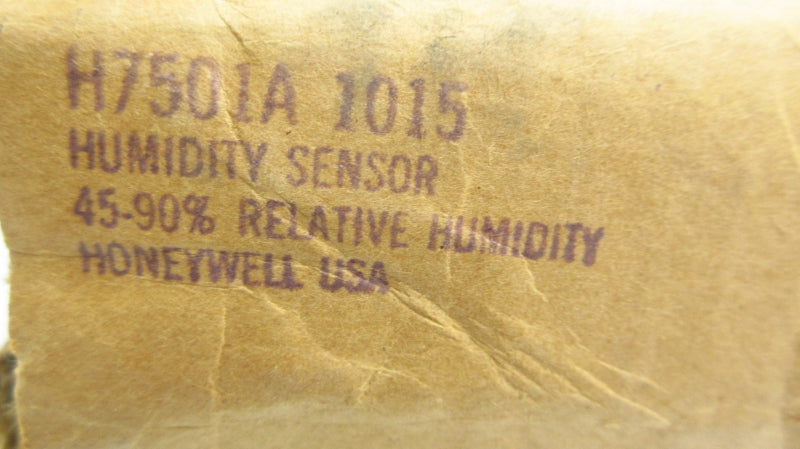 H7501A 1015
HUMIDITY SENSOR
45-90% RELATIVE HUMIDITY
HONEYWELL USA